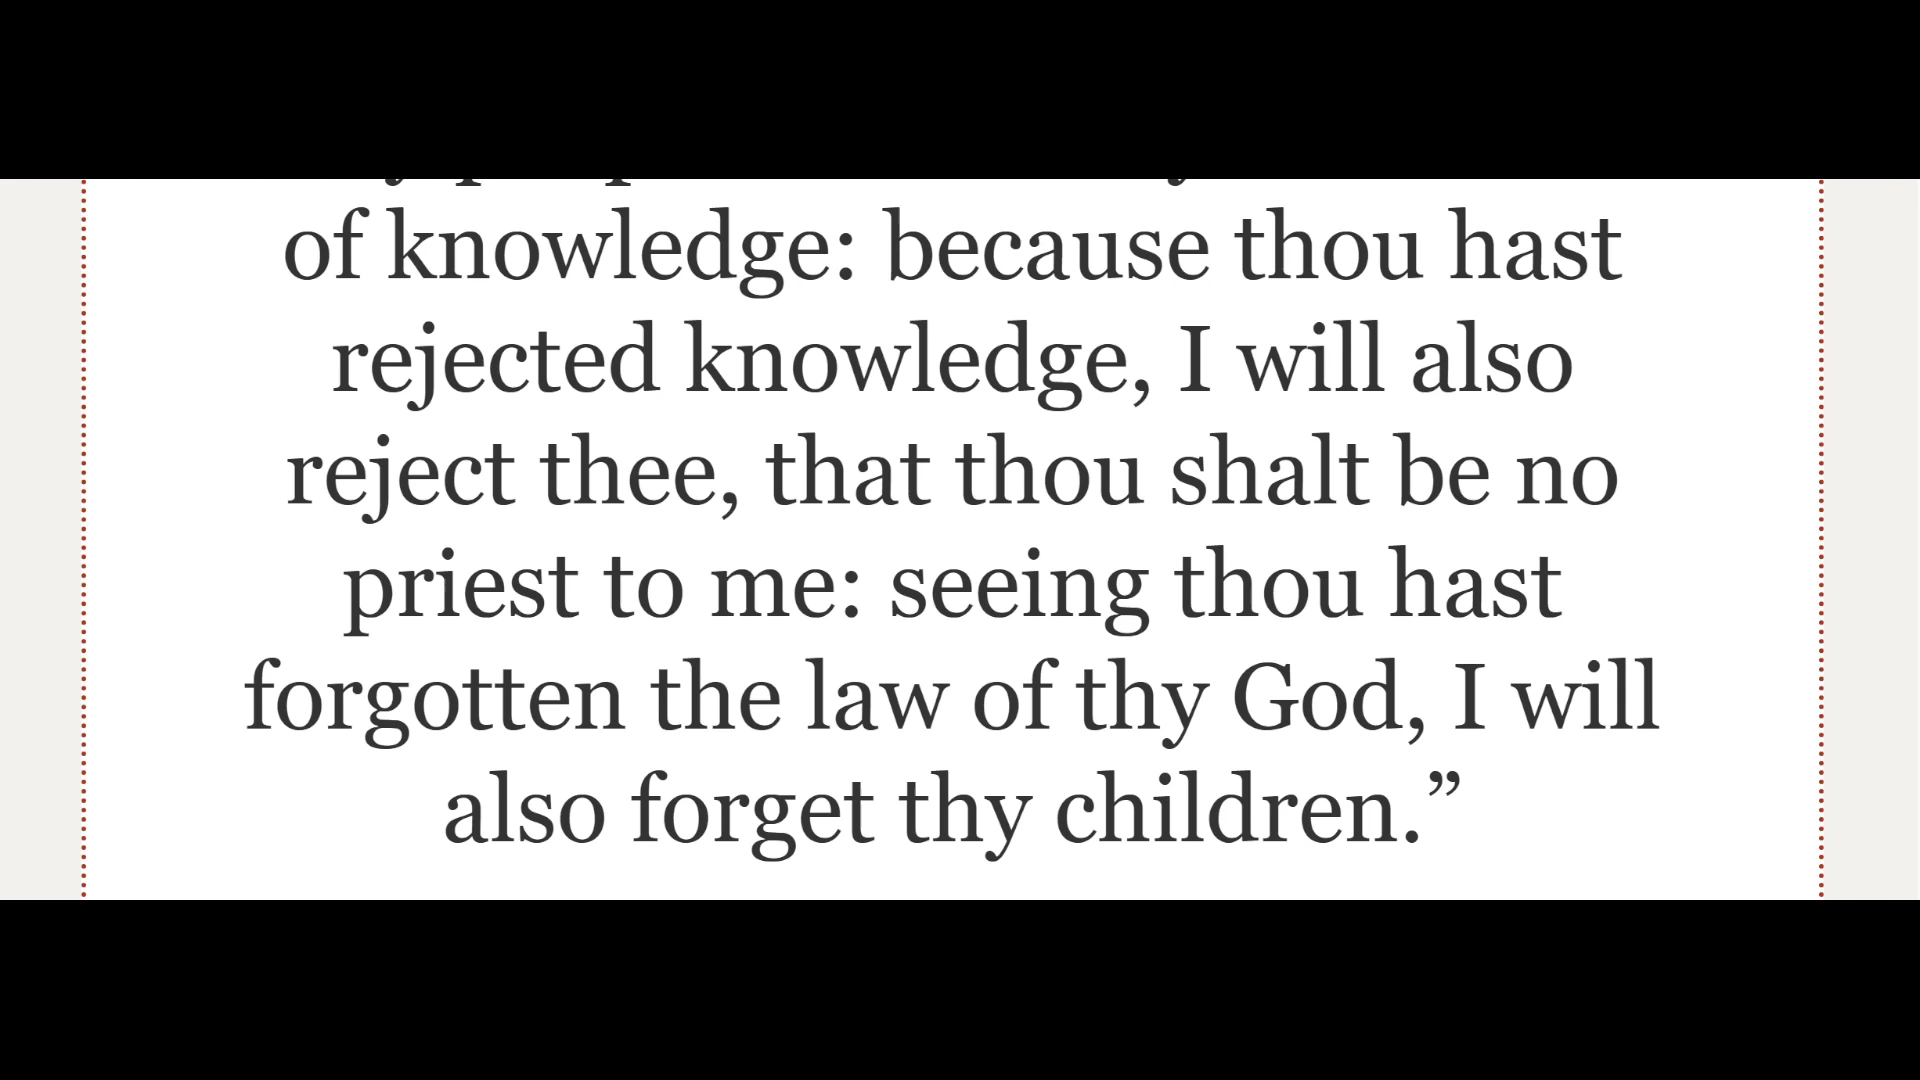 of knowledge: because thou hast
rejected knowledge, I will also
reject thee, that thou shalt be no
priest to me: seeing thou hast
forgotten the law of thy God, I will
also forget thy children.”